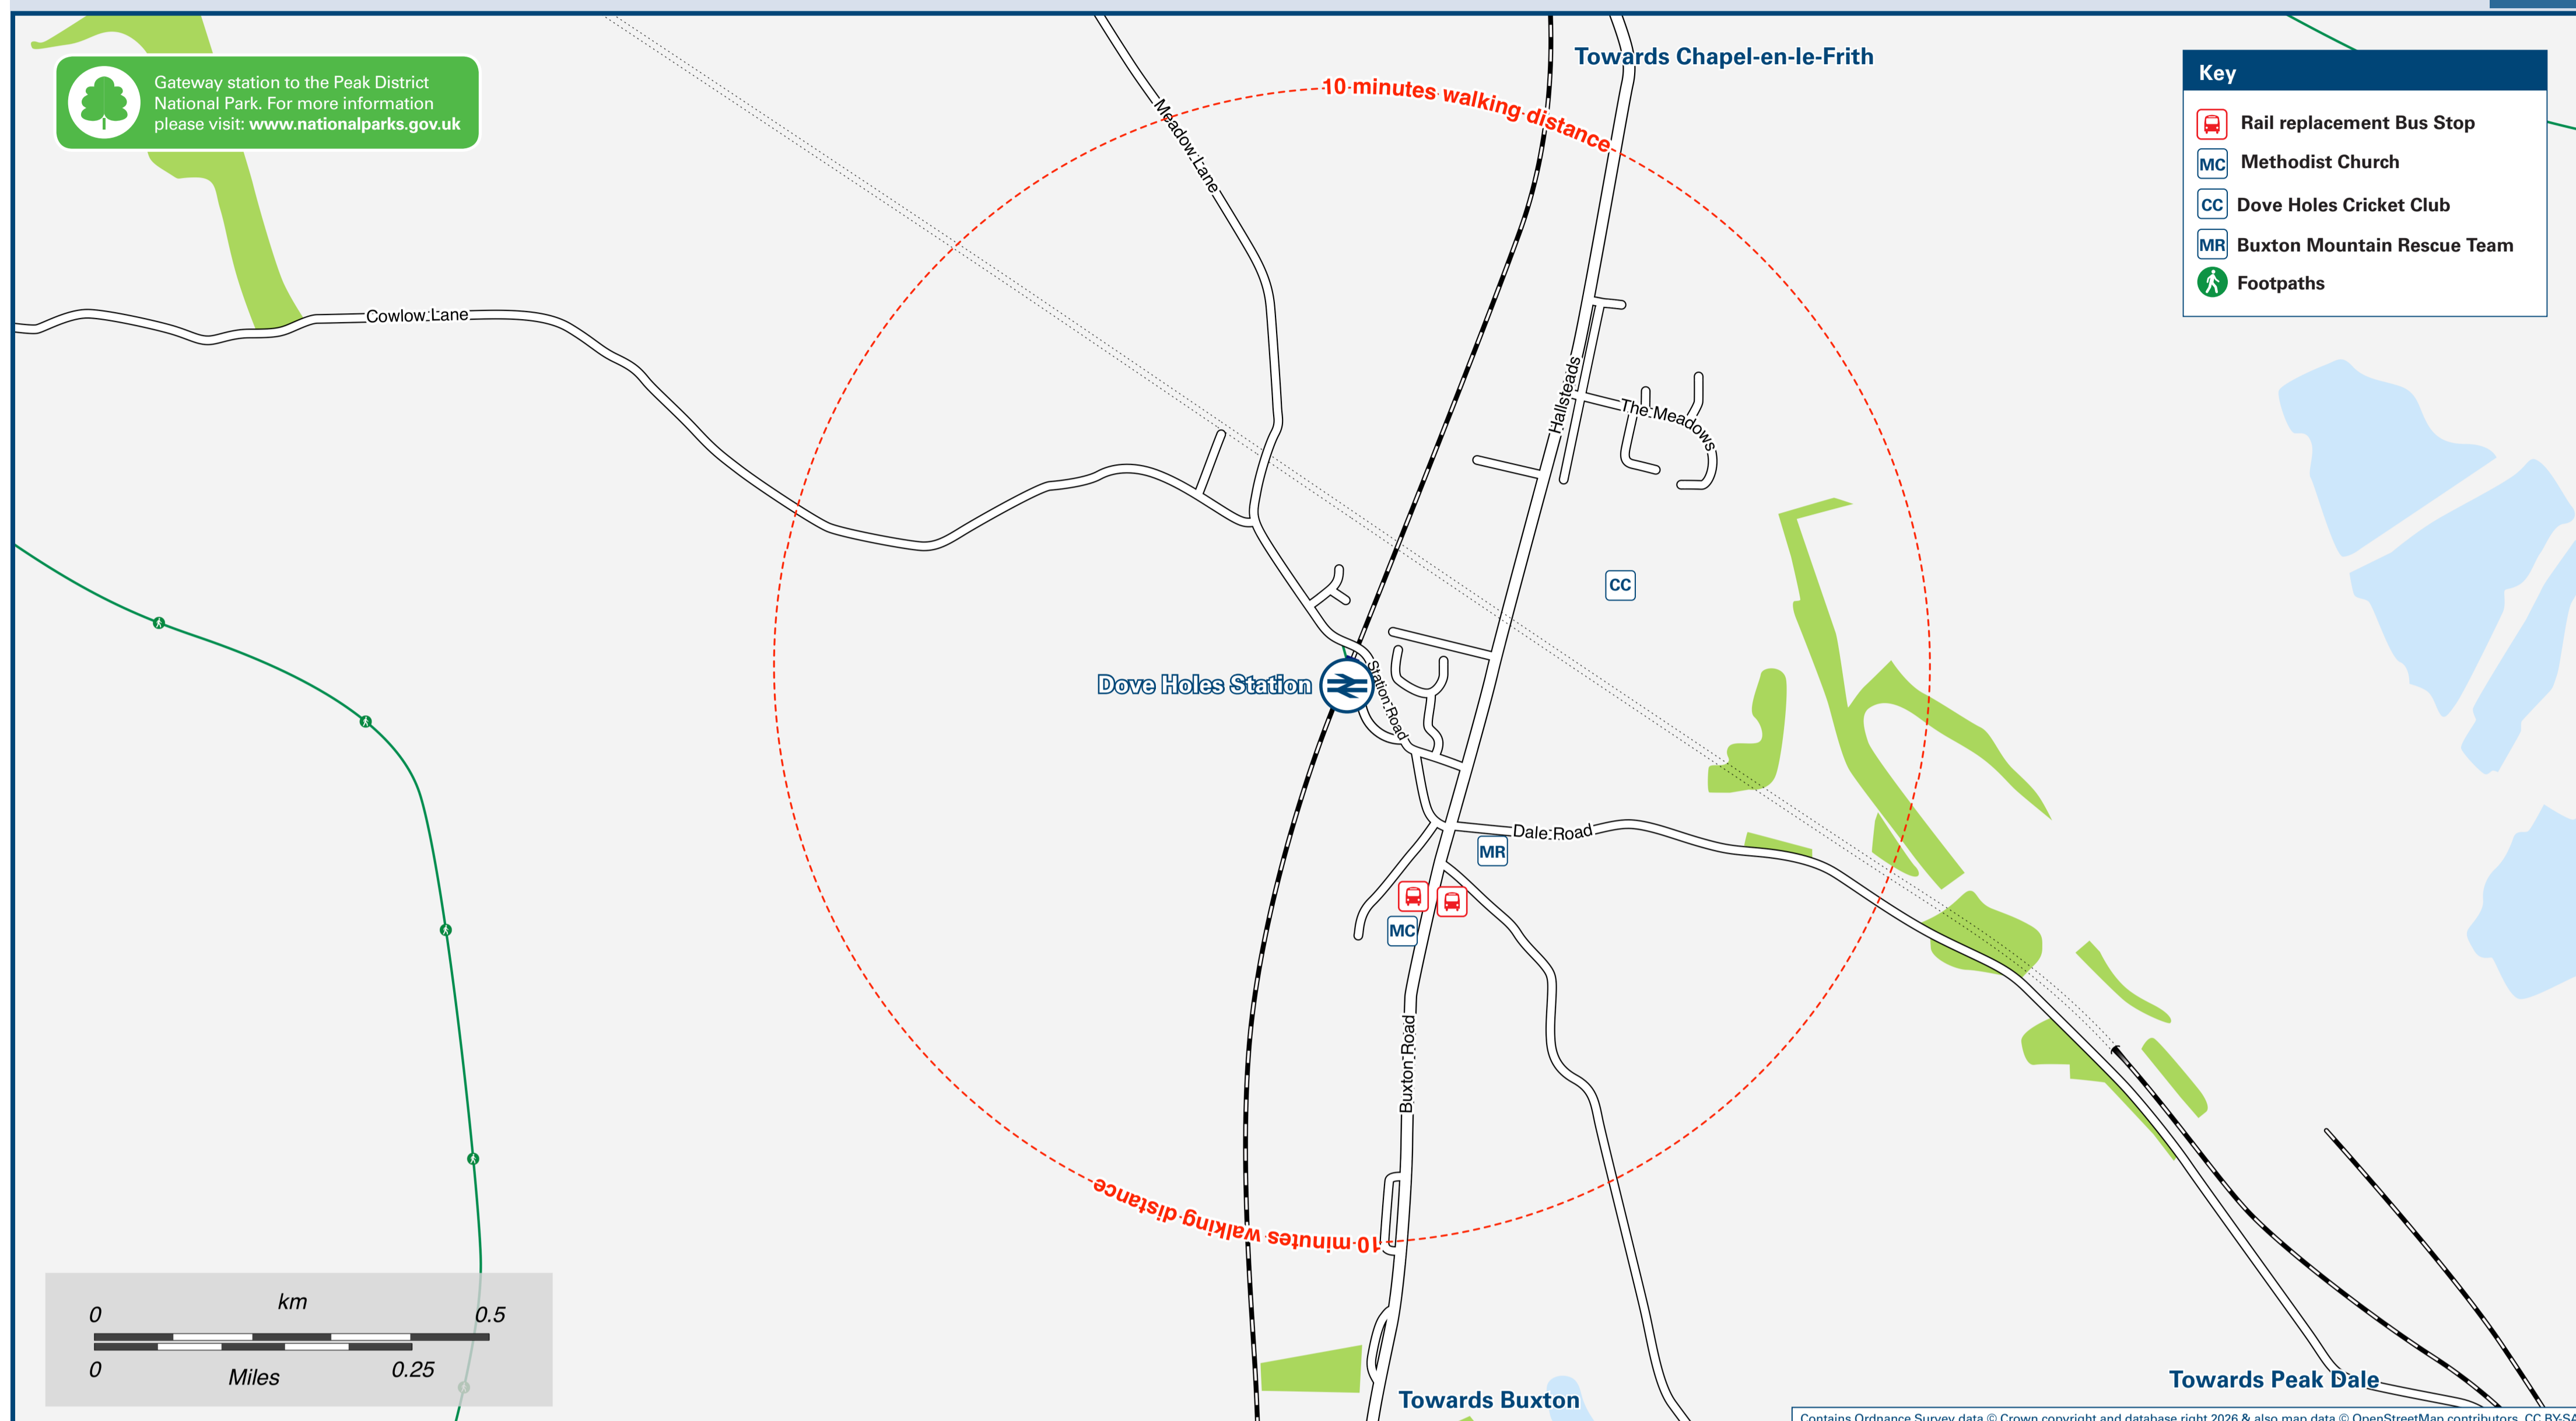 Gateway station to the Peak District
National Park. For more information
please visit: www.nationalparks.gov.uk
Towards Chapel-en-le-Frith
10 minutes walking distance
Key
Rail replacement Bus Stop
MC Methodist Church
CC Dove Holes Cricket Club
MR Buxton Mountain Rescue Team
Footpaths
Meadow Lane
Cowlow Lane
Hallsteads
The Meadows
CC
Dove Holes Station
Station Road
Dale Road
MR
MC
Buxton Road
10 minutes walking distance
km
0 0.5
0 0.25
Miles
Towards Buxton
Towards Peak Dale
Contains Ordnance Survey data © Crown copyright and database right 2026 & also map data © OpenStreetMap contributors, CC BY-SA